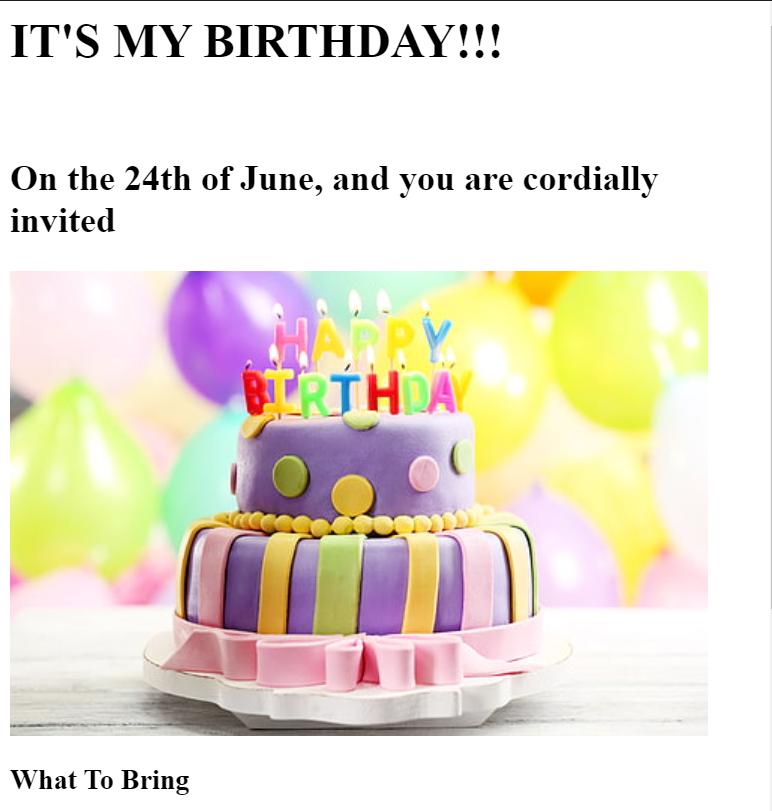 IT'S MY BIRTHDAY!!!
On the 24th of June, and you are cordially
invited
HAPPY
BIRTHDAY
What To Bring